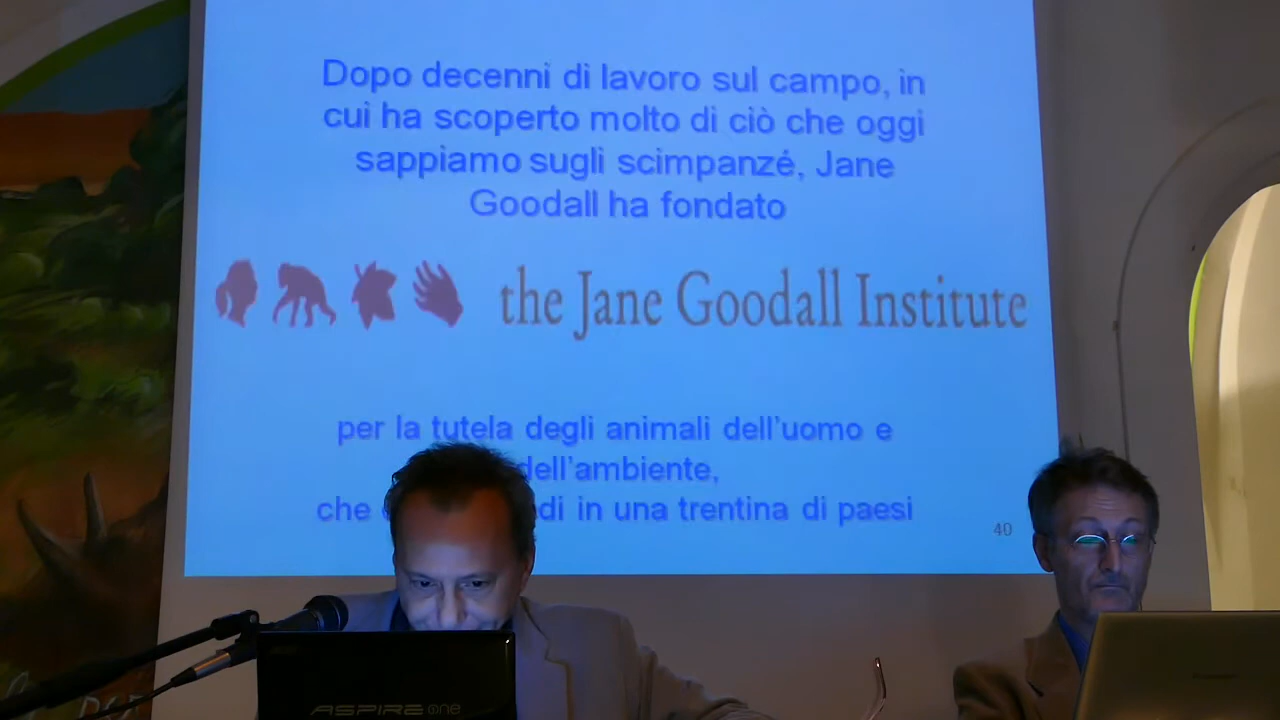 Dopo decenni di lavoro sul campo, in
cui ha scoperto molto di ciò che oggi
sappiamo sugli scimpanzé, Jane
Goodall ha fondato
the Jane Goodall Institute
per la tutela degli animali dell'uomo e
dell'ambiente,
che in una trentina di paesi
40
ASPIRE one